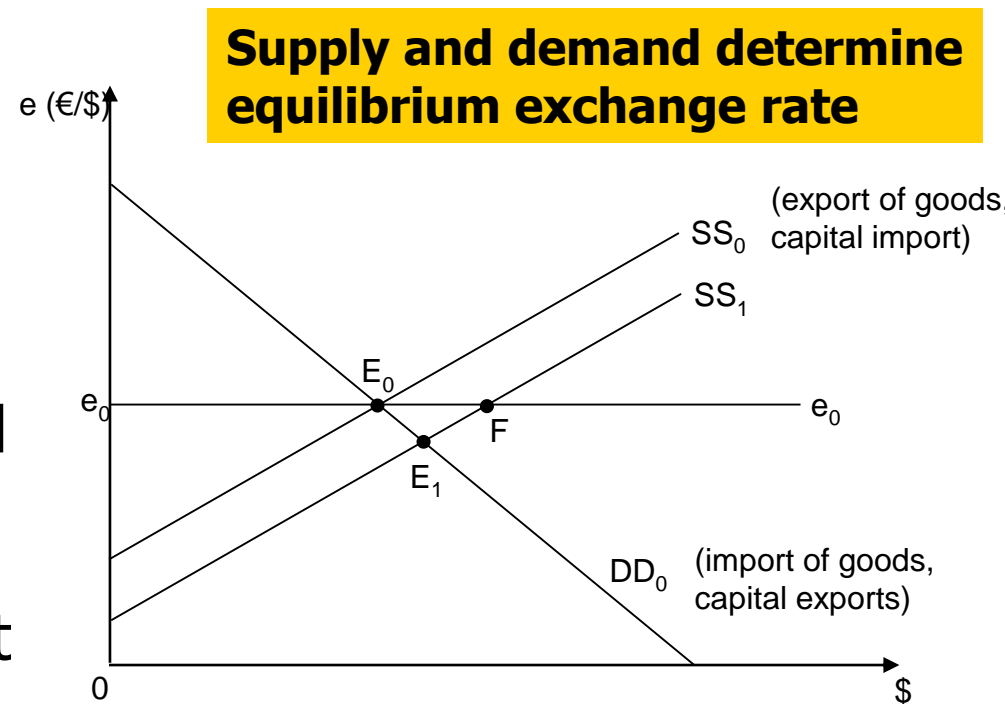 Supply and demand determine
equilibrium exchange rate
e (€/$)
(export of goods,
capital import)
SS₀
SS₁
E₀
e₀
e₀
F
E₁
DD₀
(import of goods,
capital exports)
t
0
$